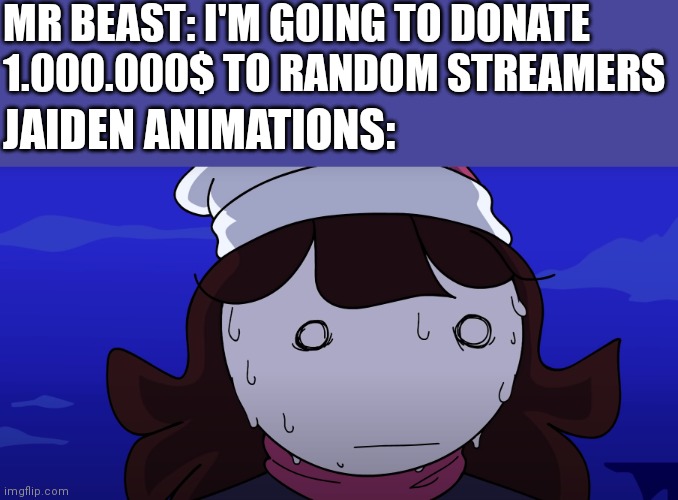 MR BEAST: I'M GOING TO DONATE
1.000.000$ TO RANDOM STREAMERS
JAIDEN ANIMATIONS:
imgflip.com